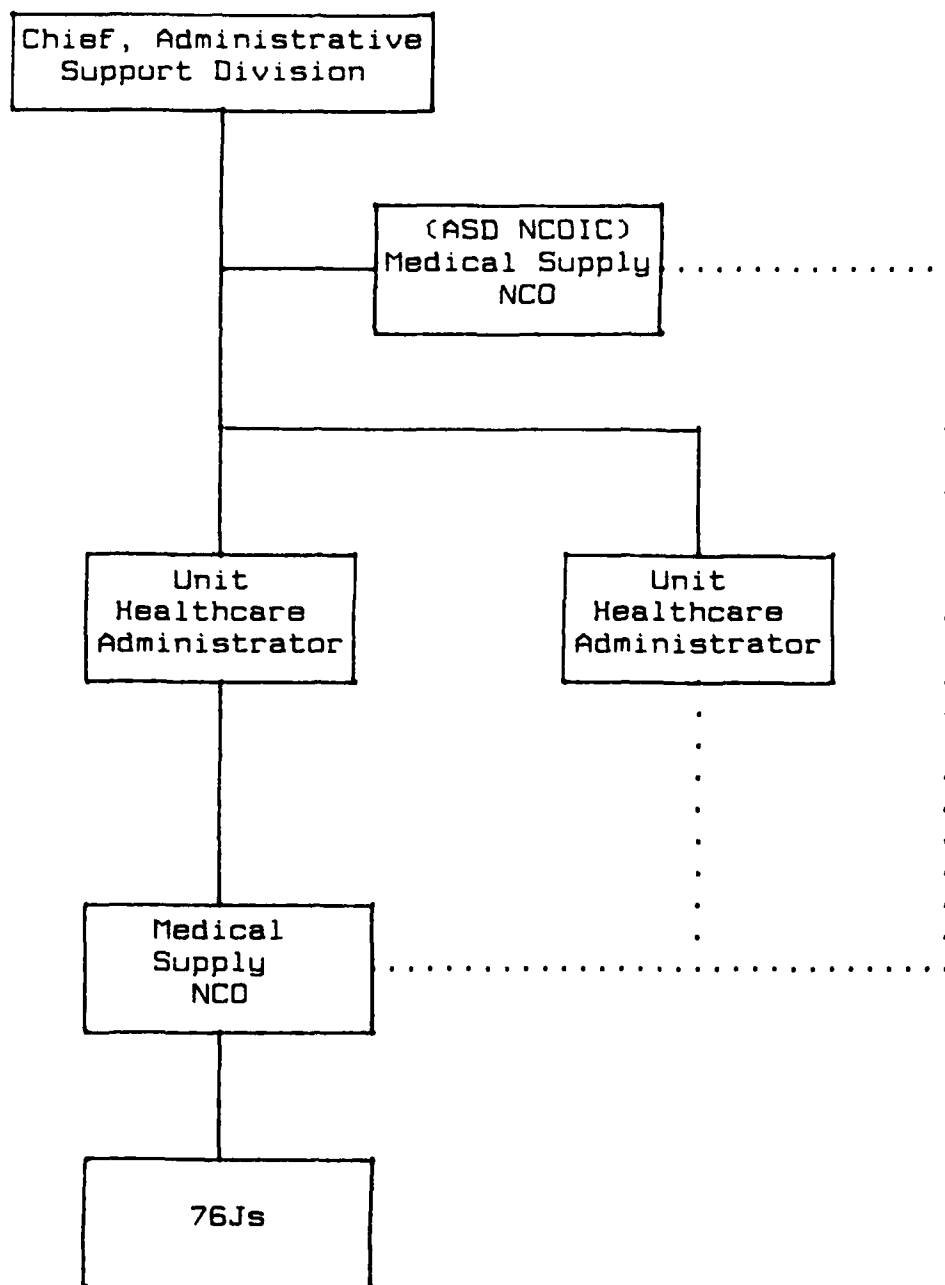 Chief, Administrative
Support Division
(ASD NCOIC)
Medical Supply
NCO
Unit
Healthcare
Administrator
Unit
Healthcare
Administrator
Medical
Supply
NCO
76Js